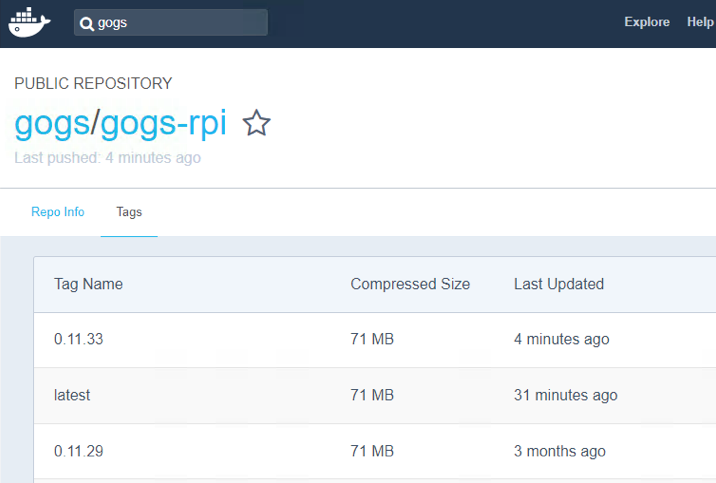 gogs
Explore Help
PUBLIC REPOSITORY
gogs/gogs-rpi
Last pushed: 4 minutes ago
Repo Info Tags
Tag Name Compressed Size Last Updated
0.11.33 71 MB 4 minutes ago
latest 71 MB 31 minutes ago
0.11.29 71 MB 3 months ago